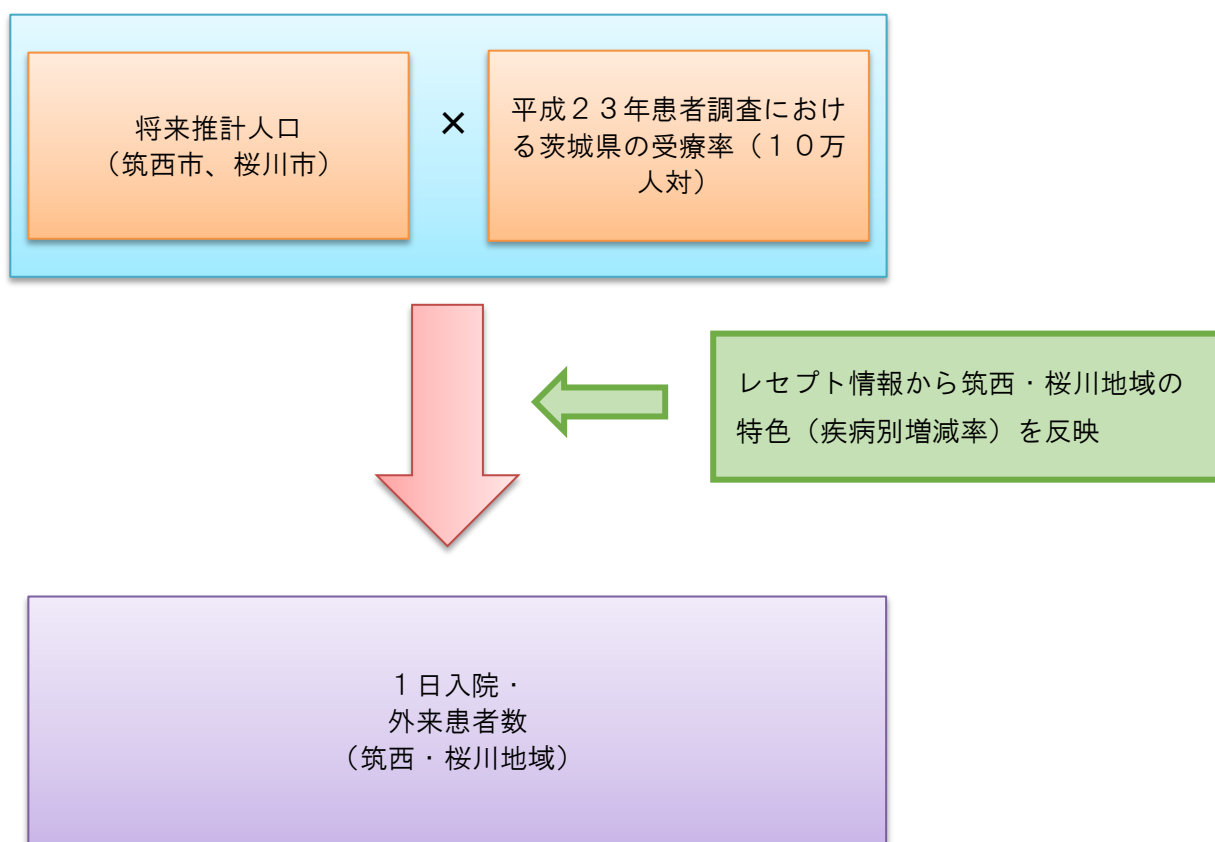 将来推計人口
（筑西市、桜川市）
×
平成２３年患者調査におけ
る茨城県の受療率（１０万
人対）
レセプト情報から筑西・桜川地域の
特色（疾病別増減率）を反映
１日入院・
外来患者数
（筑西・桜川地域）